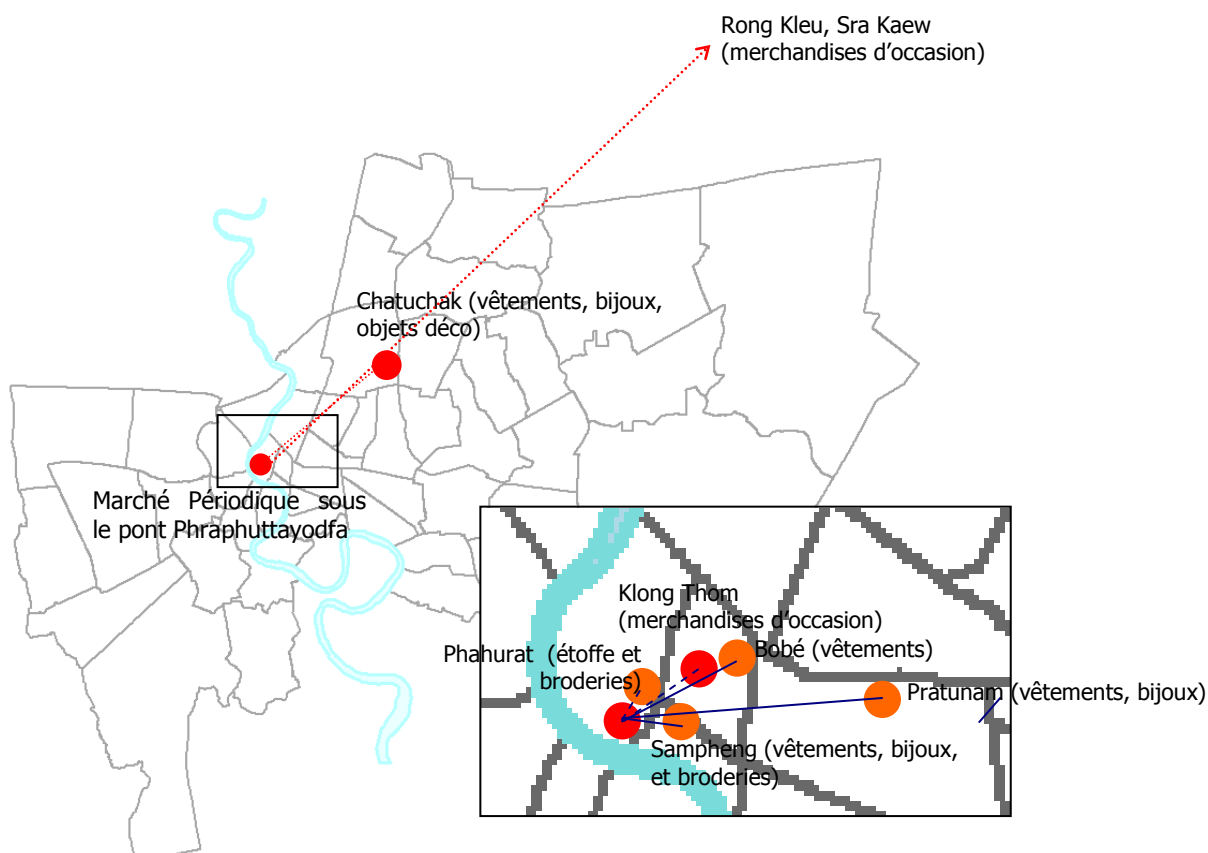 Rong Kleu, Sra Kaew
(merchandises d’occasion)
Chatuchak (vêtements, bijoux,
objets déco)
Marché Périodique sous
le pont Phraphuttayodfa
Klong Thom
(merchandises d’occasion)
Bobé (vêtements)
Phahurat (étoffe et
broderies)
Pratunam (vêtements, bijoux)
Sampheng (vêtements, bijoux,
et broderies)